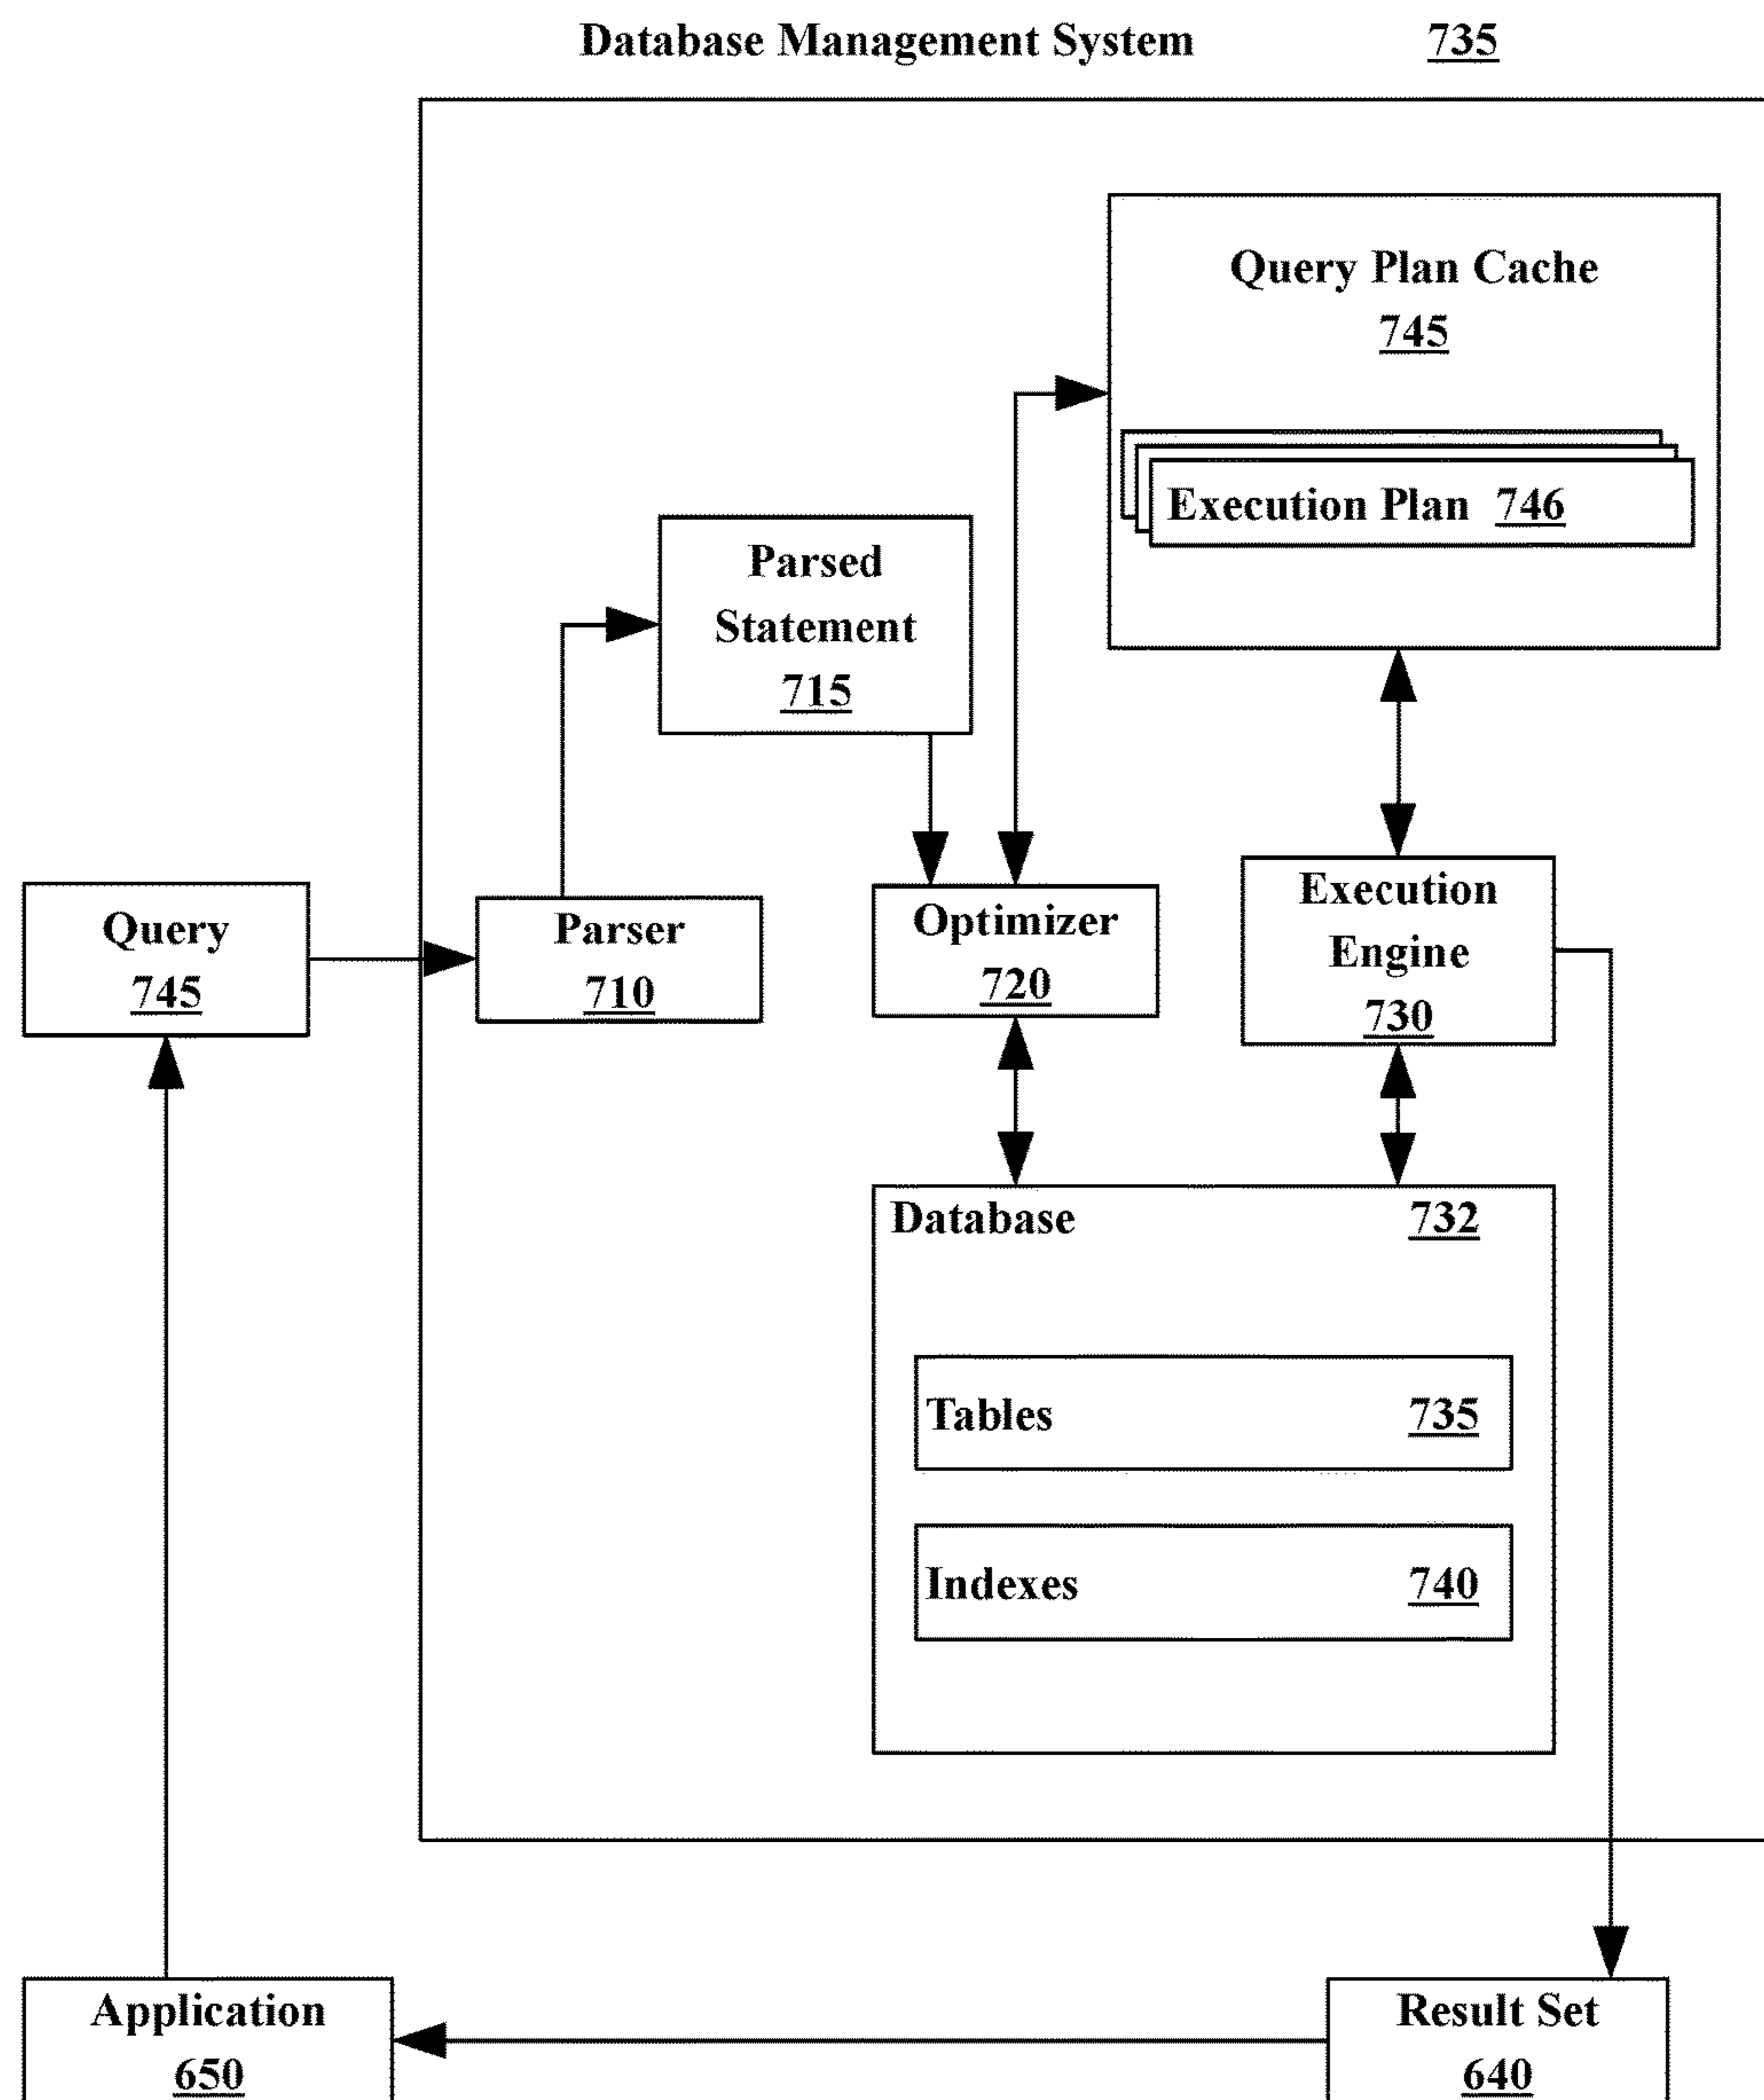 Database Management System 735
Query Plan Cache
745
Execution Plan 746
Parsed
Statement
715
Query
745
Parser
710
Optimizer
720
Execution
Engine
730
Database 732
Tables 735
Indexes 740
Application
650
Result Set
640